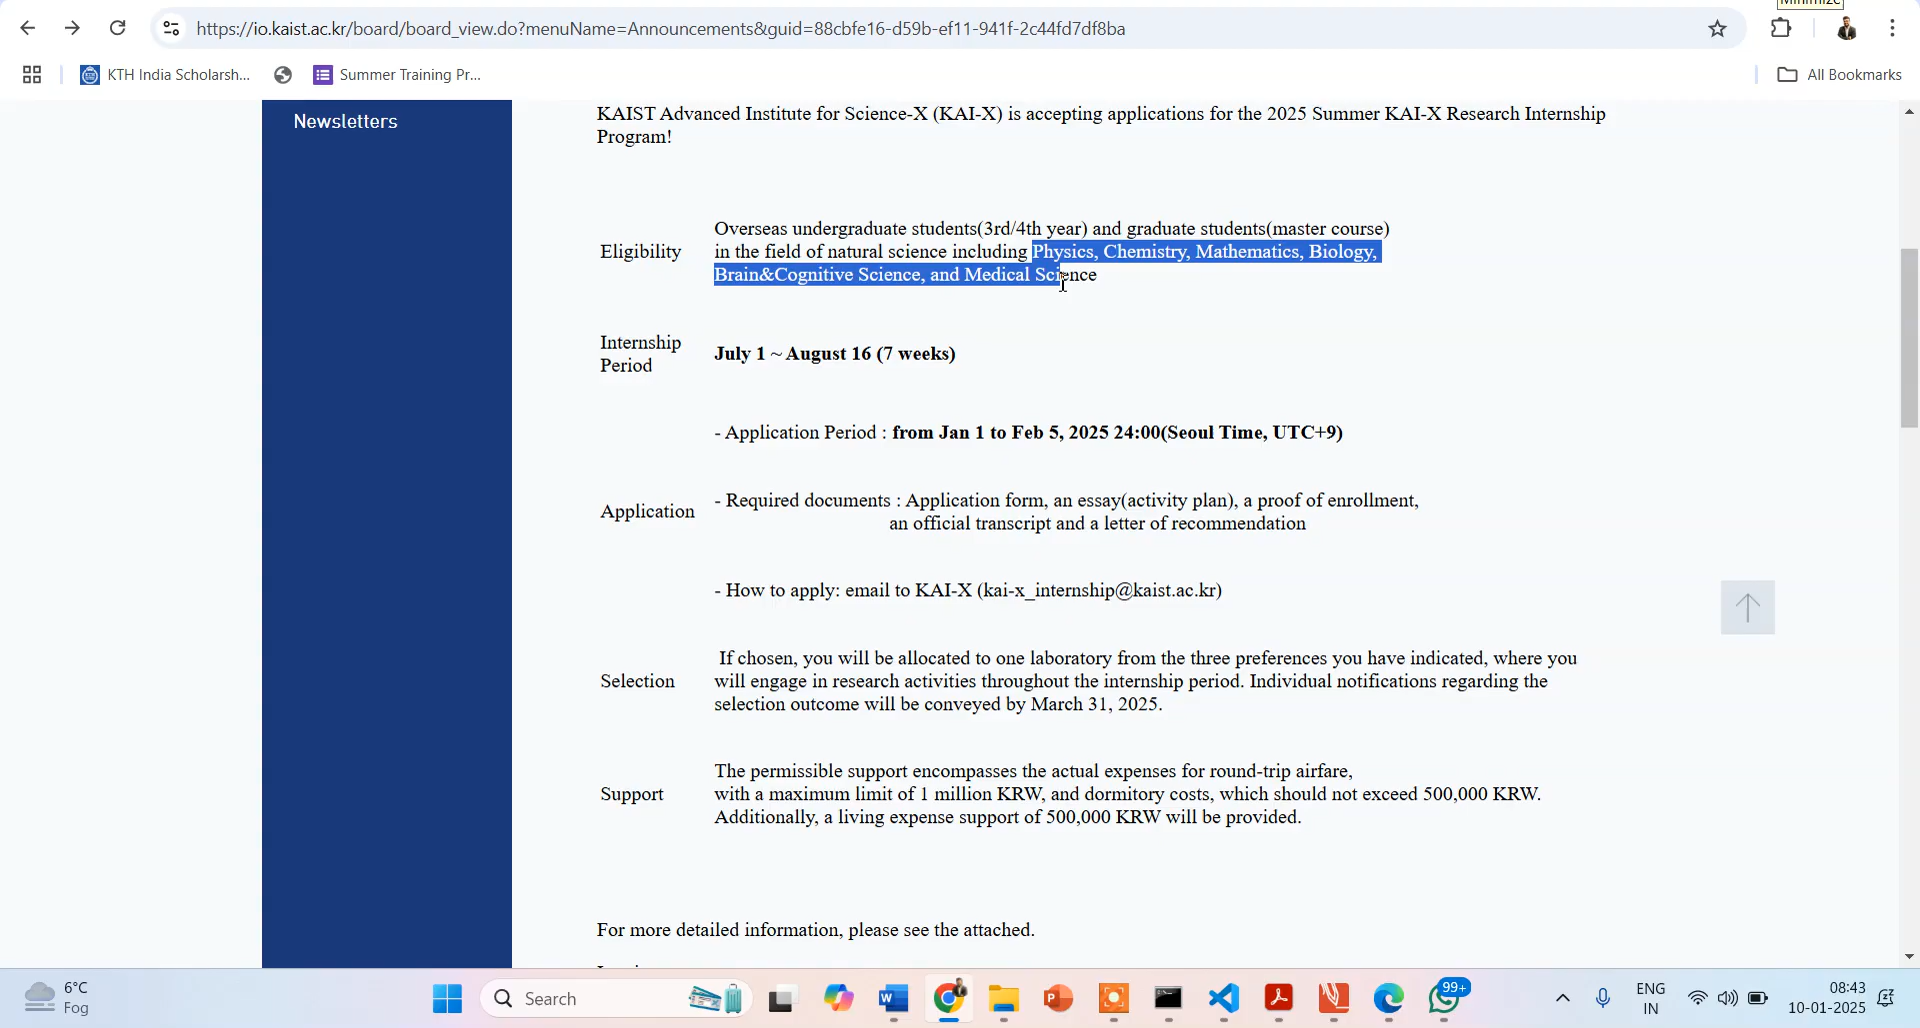 Minimize
https://io.kaist.ac.kr/board/board_view.do?menuName=Announcements&guid=88cbfe16-d59b-ef11-941f-2c44fd7df8ba
KTH India Scholarsh...
Summer Training Pr...
All Bookmarks
Newsletters
KAIST Advanced Institute for Science-X (KAI-X) is accepting applications for the 2025 Summer KAI-X Research Internship
Program!
Eligibility
Overseas undergraduate students(3rd/4th year) and graduate students(master course)
in the field of natural science including Physics, Chemistry, Mathematics, Biology,
Brain&Cognitive Science, and Medical Science
Internship
Period
July 1 ~ August 16 (7 weeks)
Application
- Application Period : from Jan 1 to Feb 5, 2025 24:00(Seoul Time, UTC+9)
- Required documents : Application form, an essay(activity plan), a proof of enrollment,
an official transcript and a letter of recommendation
- How to apply: email to KAI-X (kai-x_internship@kaist.ac.kr)
Selection
If chosen, you will be allocated to one laboratory from the three preferences you have indicated, where you
will engage in research activities throughout the internship period. Individual notifications regarding the
selection outcome will be conveyed by March 31, 2025.
Support
The permissible support encompasses the actual expenses for round-trip airfare,
with a maximum limit of 1 million KRW, and dormitory costs, which should not exceed 500,000 KRW.
Additionally, a living expense support of 500,000 KRW will be provided.
For more detailed information, please see the attached.
6°C
Fog
Search
99+
ENG
IN
08:43
10-01-2025